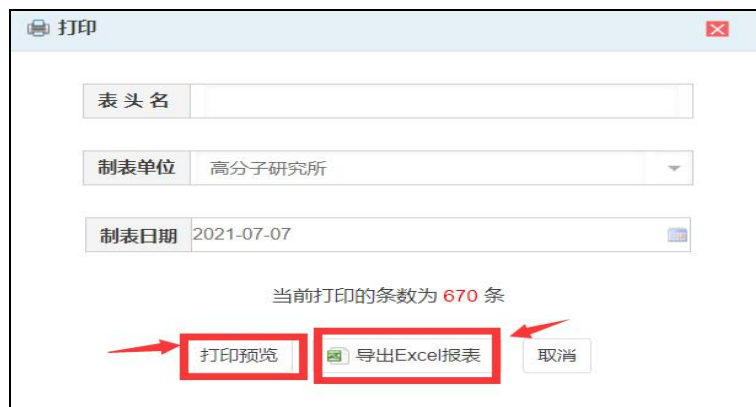 打印
表头名
制表单位 高分子研究所
制表日期 2021-07-07
当前打印的条数为 670 条
打印预览 导出Excel报表 取消